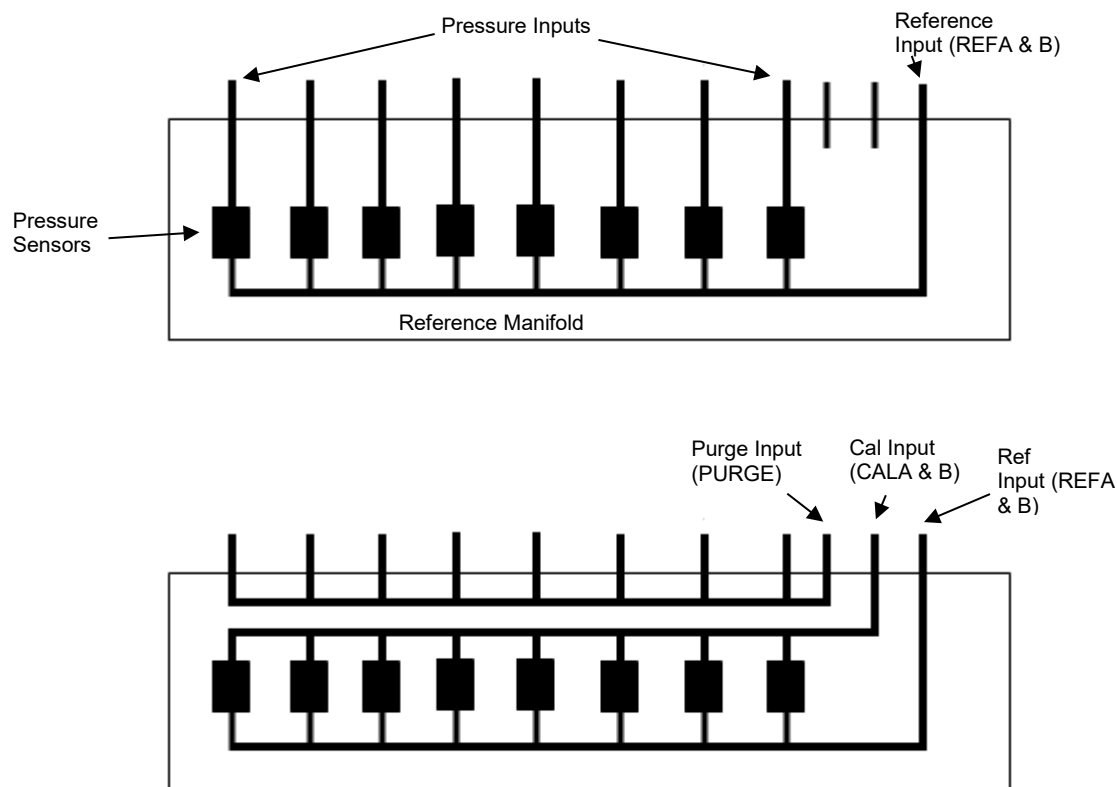 Pressure Inputs
Reference
Input (REFA & B)
Pressure
Sensors
Reference Manifold
Purge Input
(PURGE)
Cal Input
(CALA & B)
Ref
Input (REFA
& B)